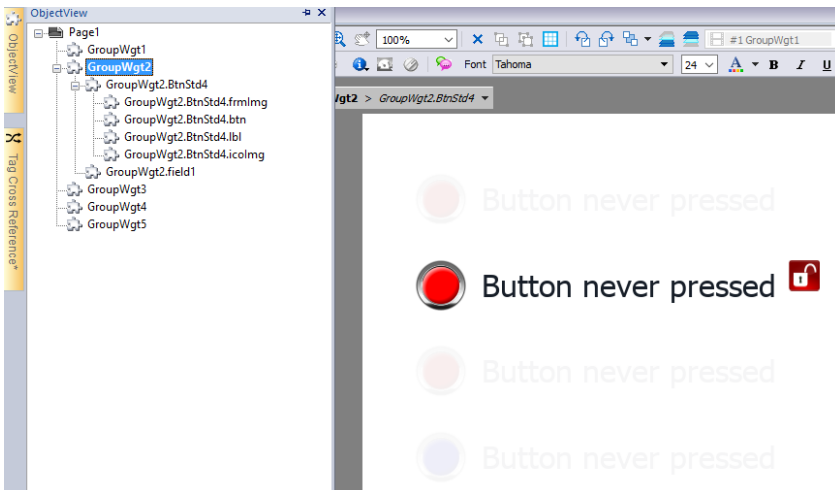 ObjectView
ObjectView
Tag Cross Reference*
Page1
GroupWgt1
GroupWgt2
GroupWgt2.BtnStd4
GroupWgt2.BtnStd4.frmImg
GroupWgt2.BtnStd4.btn
GroupWgt2.BtnStd4.lbl
GroupWgt2.BtnStd4.icoImg
GroupWgt2.field1
GroupWgt3
GroupWgt4
GroupWgt5
100%
#1 GroupWgt1
Font Tahoma 24 A B I U
Vgt2 > GroupWgt2.BtnStd4
Button never pressed
Button never pressed
Button never pressed
Button never pressed